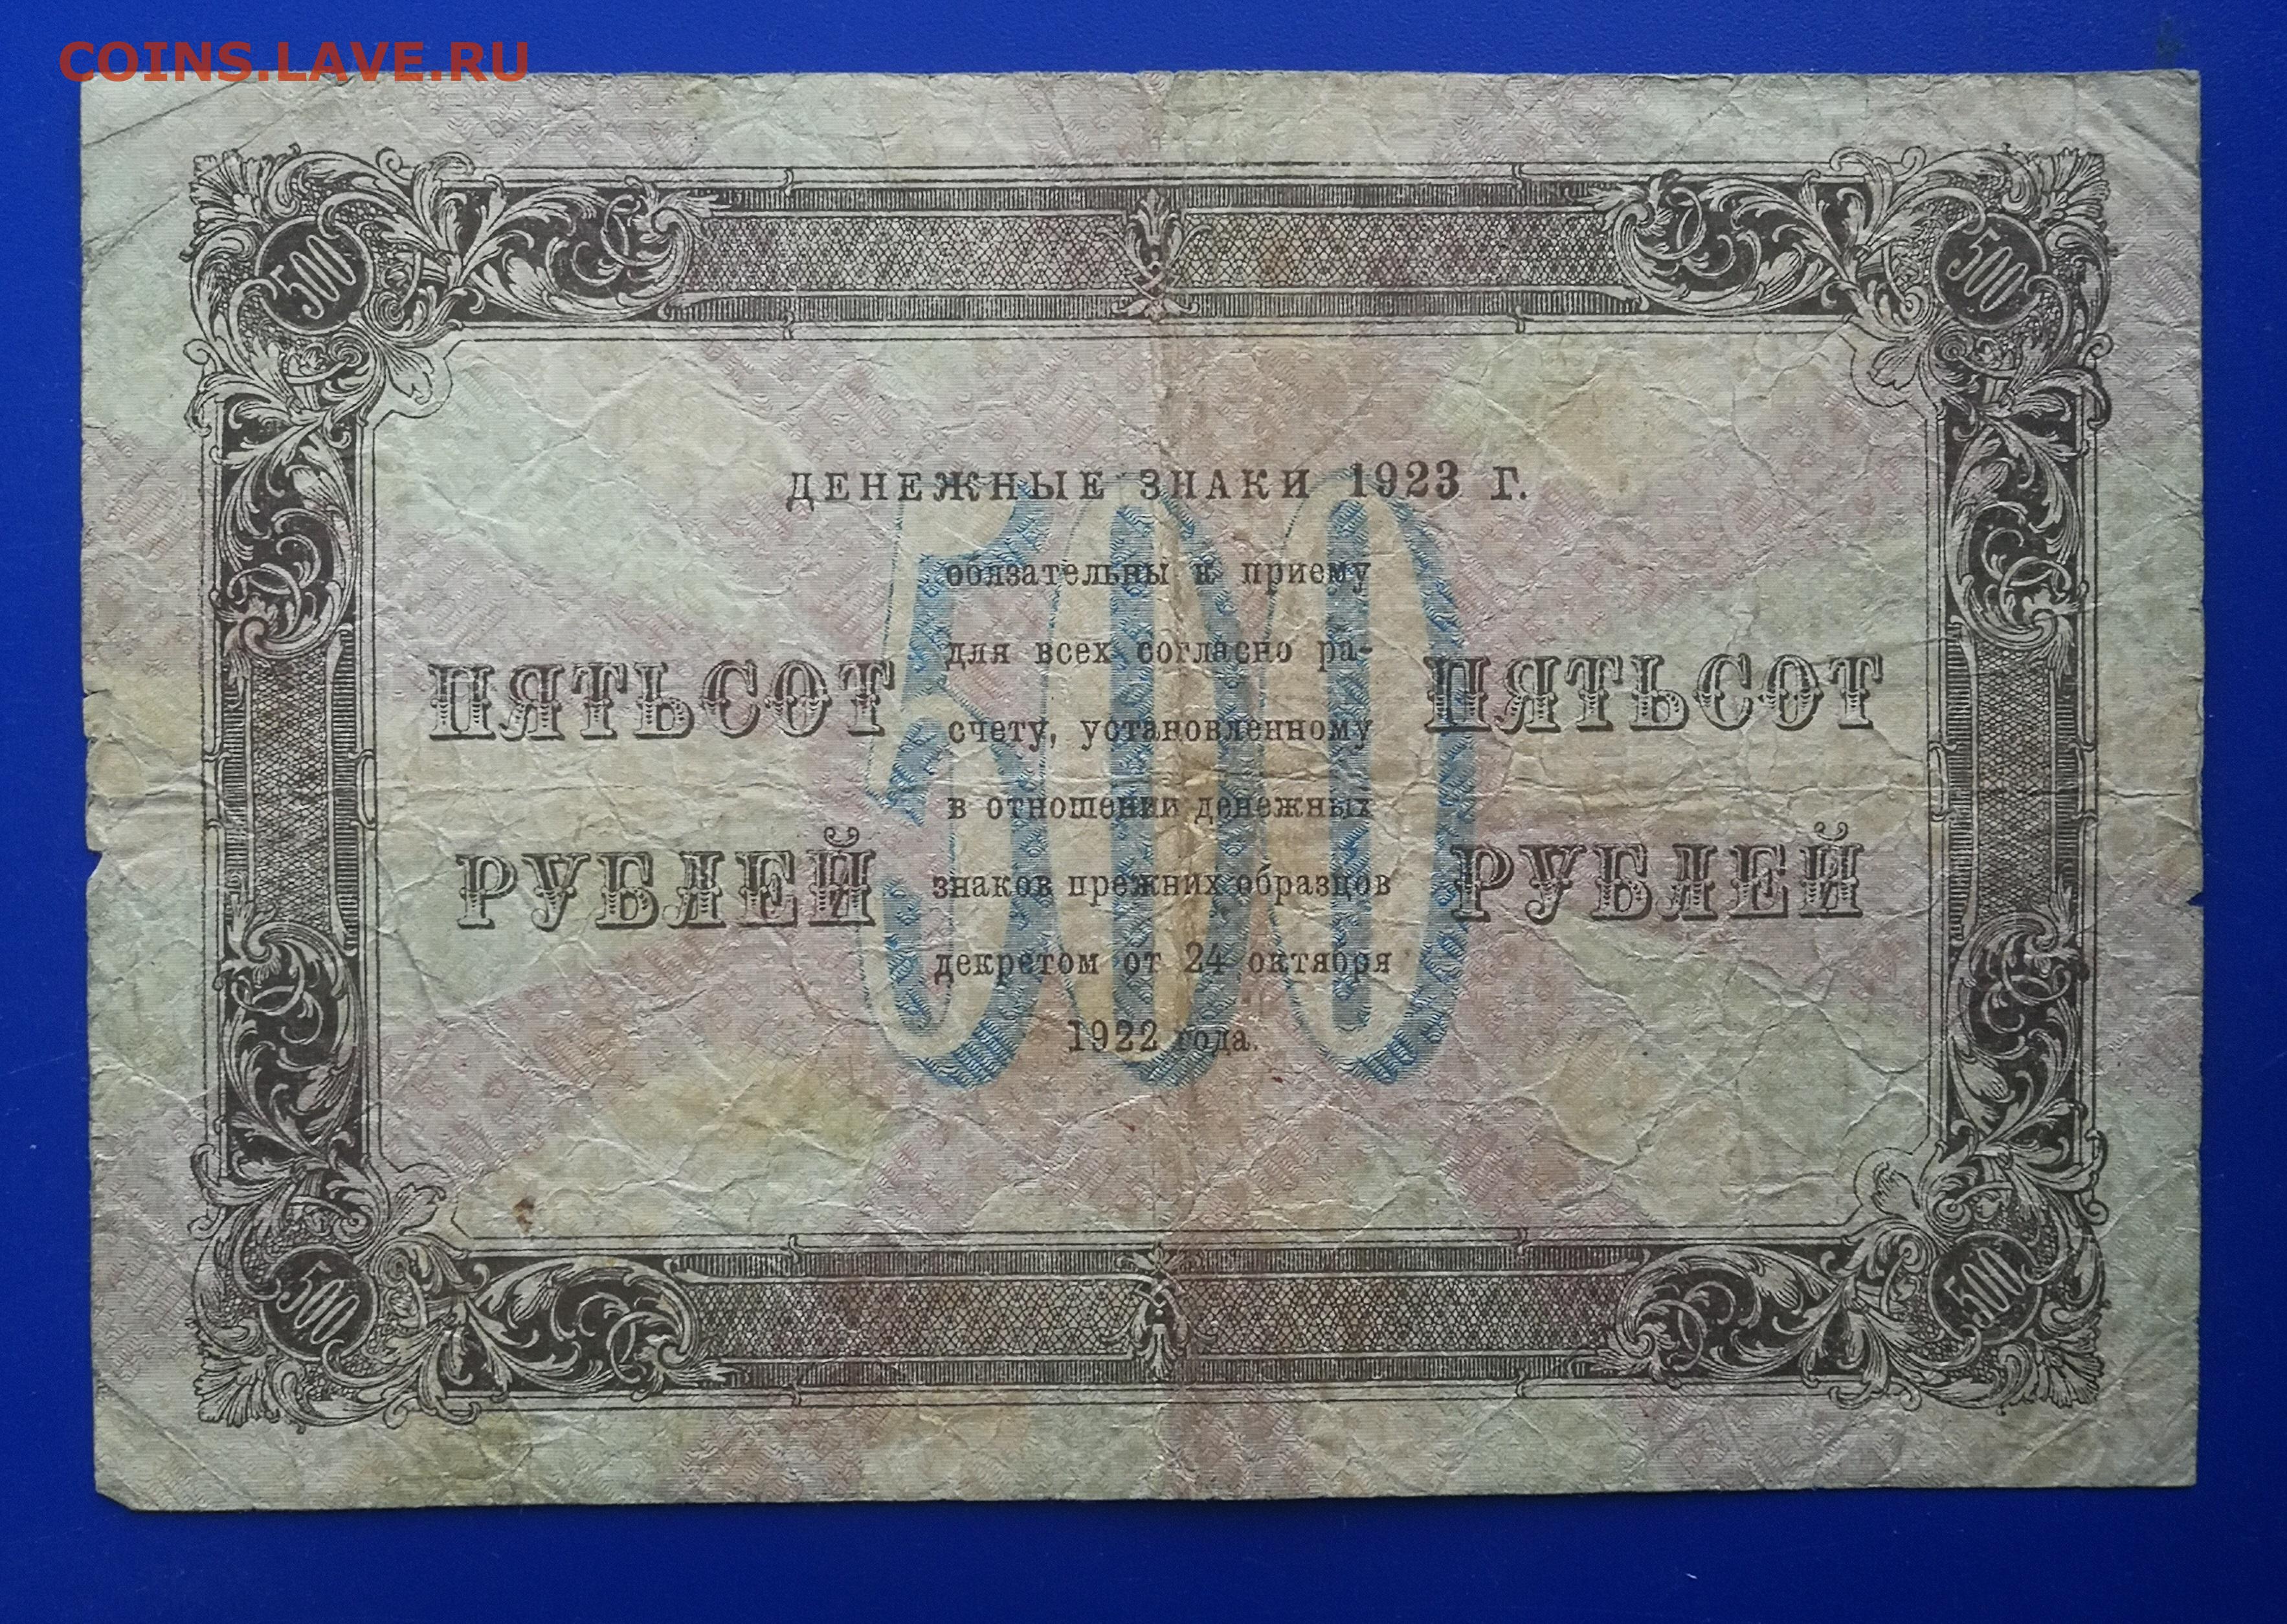 COINS.LAVE.RU
500 500
ДЕНЕЖНЫЕ ЗНАКИ 1923 Г.
500
обязательны к приему
для всех согласно ра-
счету, установленному
в отношении денежных
знаков прежних образцов
декретом от 24 октября
1922 года.
ПЯТЬСОТ
РУБЛЕЙ
ПЯТЬСОТ
РУБЛЕЙ
500 500